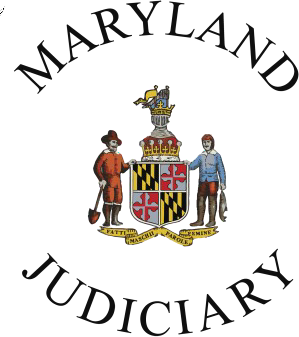 MARYLAND
FATTI MASCHII PAROLE FEMINE
JUDICIARY